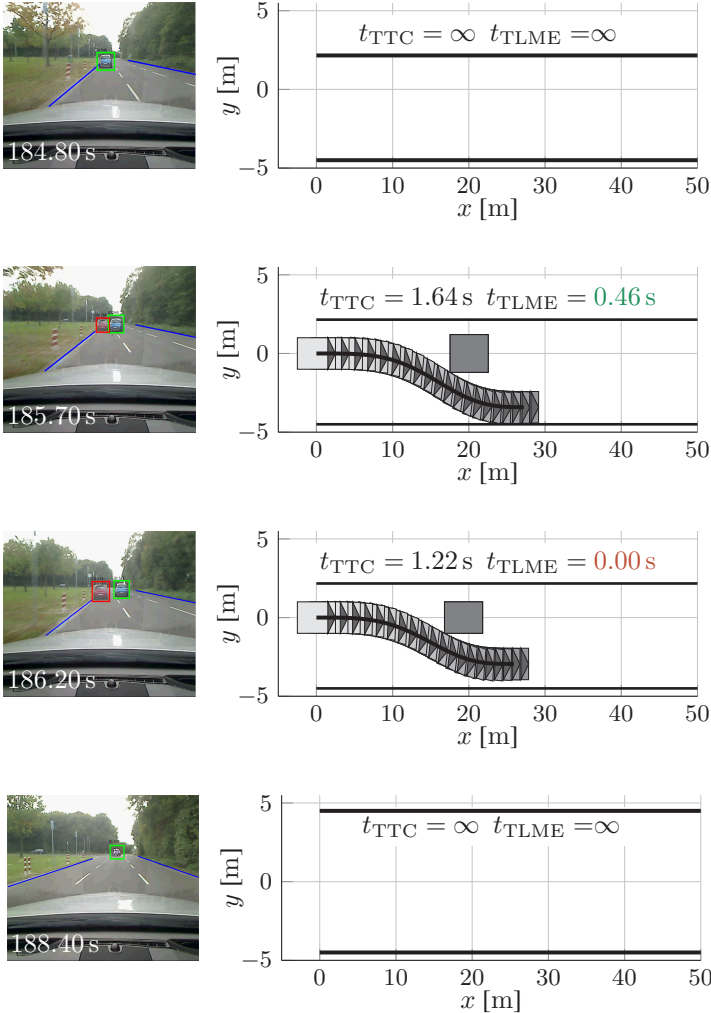 5
0
−5
y [m]
t_TTC = ∞ t_TLME = ∞
0 10 20 30 40 50
x [m]
184.80 s
5
0
−5
y [m]
t_TTC = 1.64 s t_TLME = 0.46 s
0 10 20 30 40 50
x [m]
185.70 s
5
0
−5
y [m]
t_TTC = 1.22 s t_TLME = 0.00 s
0 10 20 30 40 50
x [m]
186.20 s
5
0
−5
y [m]
t_TTC = ∞ t_TLME = ∞
0 10 20 30 40 50
x [m]
188.40 s